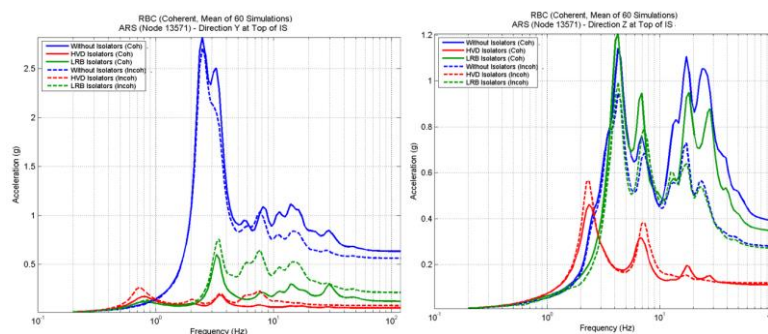 RBC (Coherent, Mean of 60 Simulations)
ARS (Node 13571) - Direction Y at Top of IS
Without Isolators (Coh)
HVD Isolators (Coh)
LRB Isolators (Coh)
Without Isolators (Incoh)
HVD Isolators (Incoh)
LRB Isolators (Incoh)
Acceleration (g)
2.5
2
1.5
1
0.5
10⁻¹
10⁰
10¹
Frequency (Hz)
RBC (Coherent, Mean of 60 Simulations)
ARS (Node 13571) - Direction Z at Top of IS
Without Isolators (Coh)
HVD Isolators (Coh)
LRB Isolators (Coh)
Without Isolators (Incoh)
HVD Isolators (Incoh)
LRB Isolators (Incoh)
Acceleration (g)
1.2
1
0.8
0.6
0.4
0.2
10⁻¹
10⁰
10¹
Frequency (Hz)